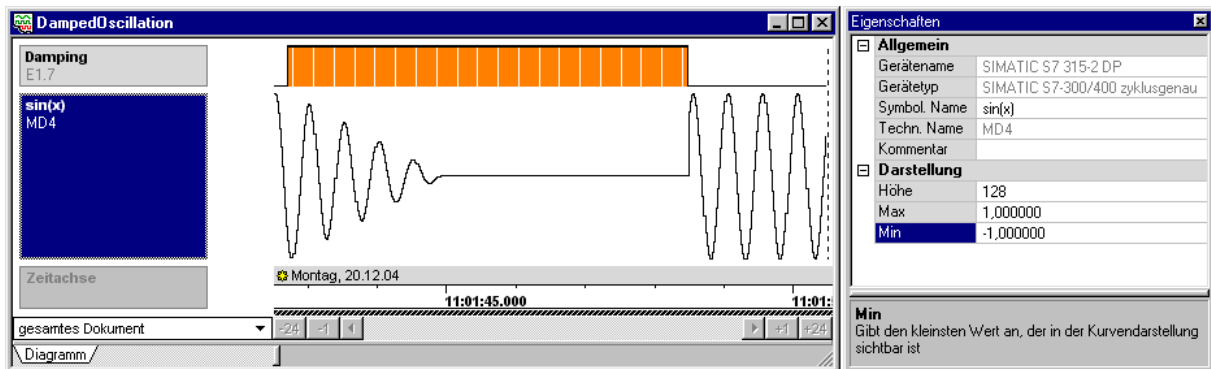 DampedOscillation
Damping
E1.7
sin(x)
MD4
Zeitachse
Montag, 20.12.04
11:01:45.000
11:01:
gesamtes Dokument
-24
-1
+1
+24
Diagramm
Eigenschaften
Allgemein
Gerätename SIMATIC S7 315-2 DP
Gerätetyp SIMATIC S7-300/400 zyklusgenau
Symbol. Name sin(x)
Techn. Name MD4
Kommentar
Darstellung
Höhe 128
Max 1,000000
Min -1,000000
Min
Gibt den kleinsten Wert an, der in der Kurvendarstellung
sichtbar ist